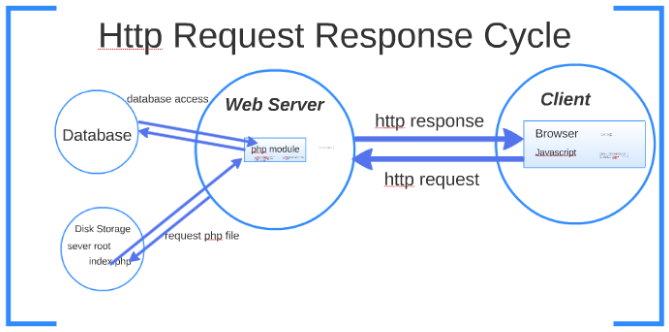 Http Request Response Cycle
database access
Web Server
Client
Database
http response
Browser
php module
Javascript
http request
Disk Storage
sever root
request php file
index.php